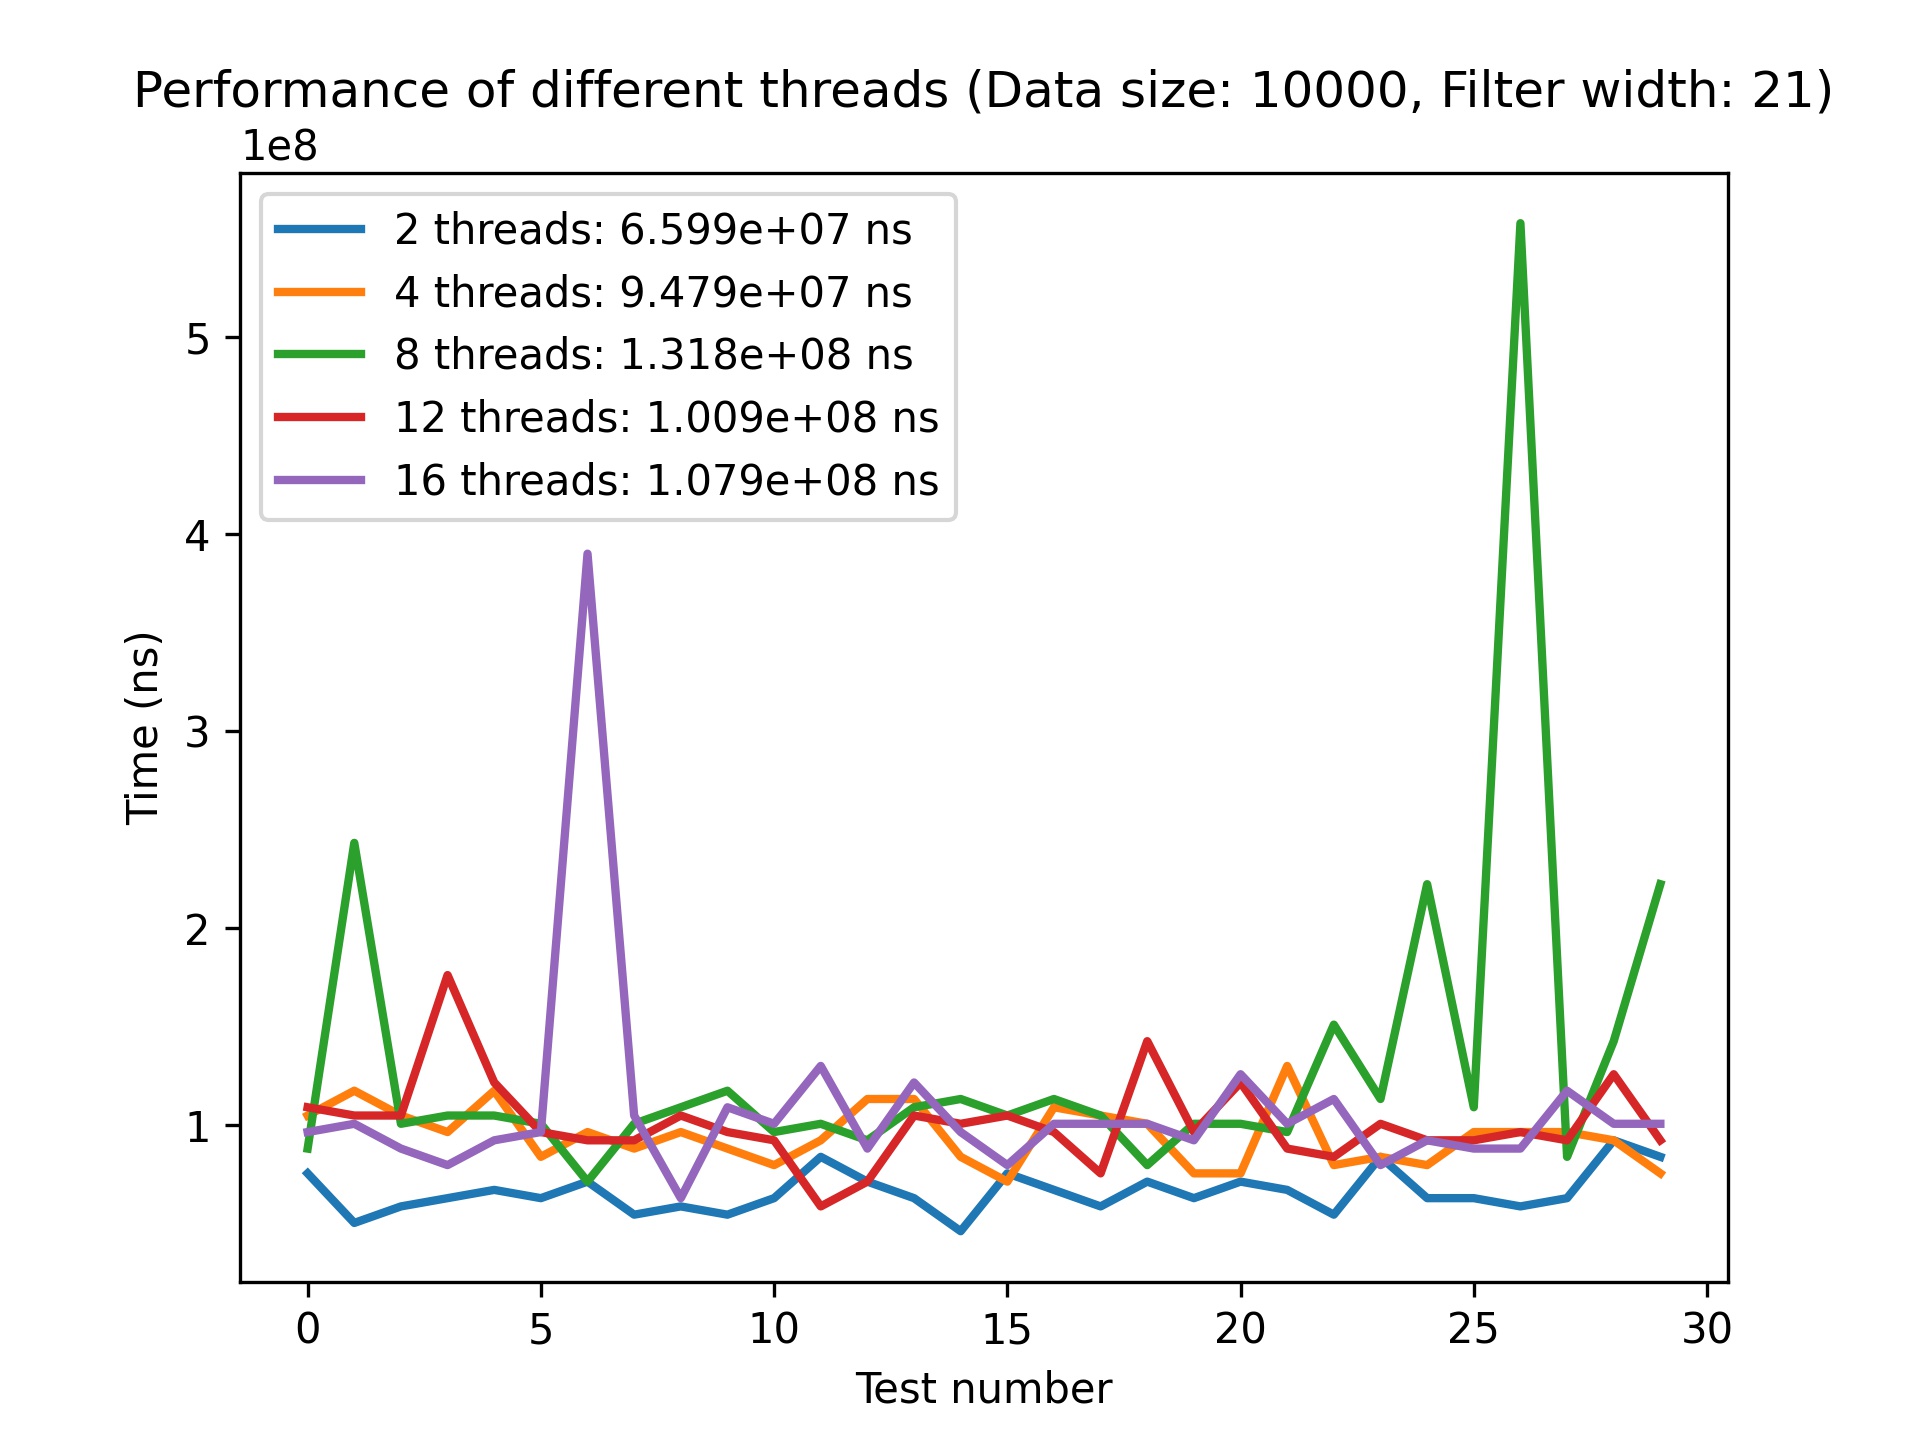 Performance of different threads (Data size: 10000, Filter width: 21)
1e8
2 threads: 6.599e+07 ns
4 threads: 9.479e+07 ns
8 threads: 1.318e+08 ns
12 threads: 1.009e+08 ns
16 threads: 1.079e+08 ns
5
4
3
2
1
Time (ns)
0 5 10 15 20 25 30
Test number